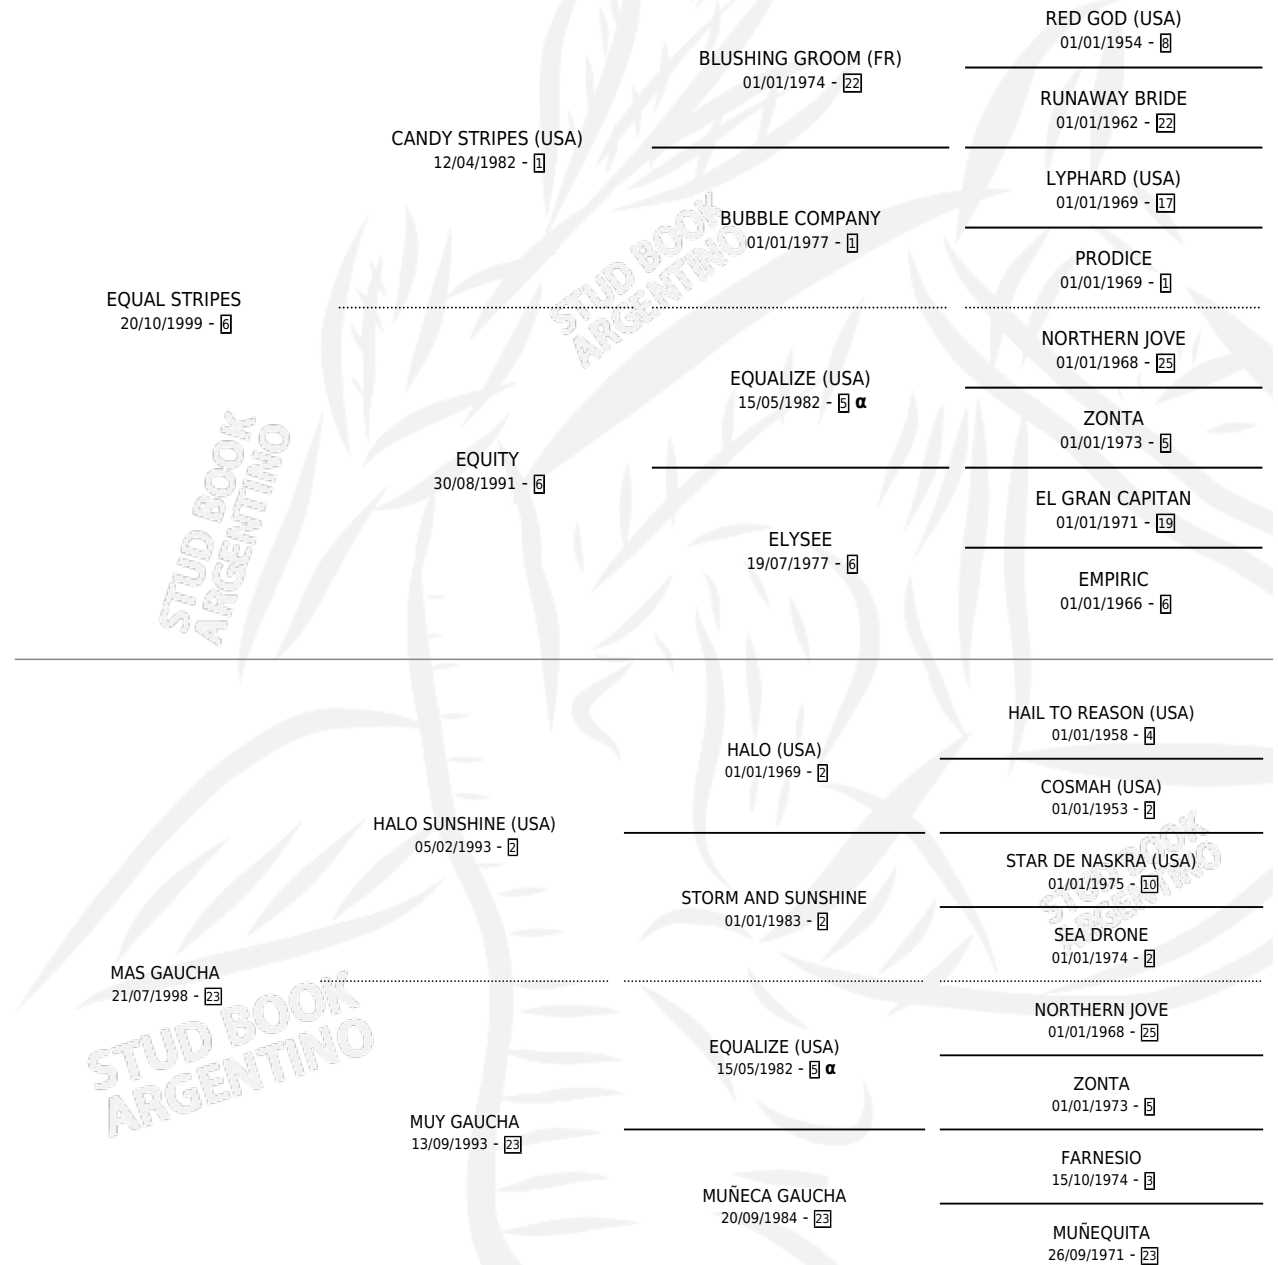 RED GOD (USA)
01/01/1954 - 8
BLUSHING GROOM (FR)
01/01/1974 - 22
RUNAWAY BRIDE
01/01/1962 - 22
CANDY STRIPES (USA)
12/04/1982 - 1
LYPHARD (USA)
01/01/1969 - 17
BUBBLE COMPANY
01/01/1977 - 1
PRODICE
01/01/1969 - 1
EQUAL STRIPES
20/10/1999 - 6
NORTHERN JOVE
01/01/1968 - 25
EQUALIZE (USA)
15/05/1982 - 5 α
ZONTA
01/01/1973 - 5
EQUITY
30/08/1991 - 6
EL GRAN CAPITAN
01/01/1971 - 19
ELYSEE
19/07/1977 - 6
EMPIRIC
01/01/1966 - 6
STUD BOOK
ARGENTINO
STUD BOOK
ARGENTINO
HAIL TO REASON (USA)
01/01/1958 - 4
HALO (USA)
01/01/1969 - 2
COSMAH (USA)
01/01/1953 - 2
HALO SUNSHINE (USA)
05/02/1993 - 2
STAR DE NASKRA (USA)
01/01/1975 - 10
STORM AND SUNSHINE
01/01/1983 - 2
SEA DRONE
01/01/1974 - 2
MAS GAUCHA
21/07/1998 - 23
NORTHERN JOVE
01/01/1968 - 25
EQUALIZE (USA)
15/05/1982 - 5 α
ZONTA
01/01/1973 - 5
MUY GAUCHA
13/09/1993 - 23
FARNESIO
15/10/1974 - 3
MUÑECA GAUCHA
20/09/1984 - 23
MUÑEQUITA
26/09/1971 - 23
STUD BOOK
ARGENTINO
STUD BOOK
ARGENTINO